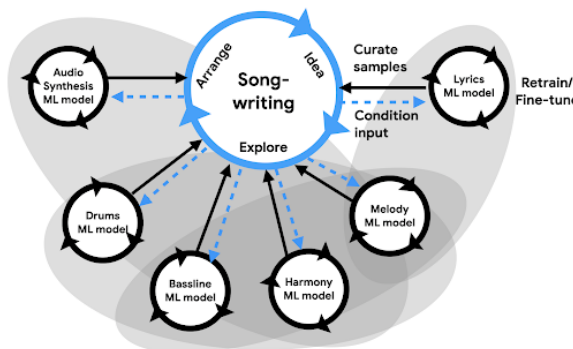 Audio
Synthesis
ML model
Arrange
Idea
Song-
writing
Explore
Curate
samples
Condition
input
Lyrics
ML model
Retrain/
Fine-tune
Drums
ML model
Bassline
ML model
Harmony
ML model
Melody
ML model